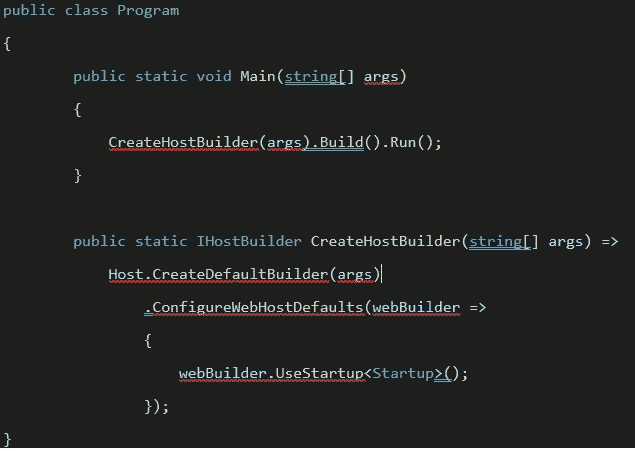 public class Program
{
public static void Main(string[] args)
{
CreateHostBuilder(args).Build().Run();
}
public static IHostBuilder CreateHostBuilder(string[] args) =>
Host.CreateDefaultBuilder(args)
.ConfigureWebHostDefaults(webBuilder =>
{
webBuilder.UseStartup<Startup>();
});
}